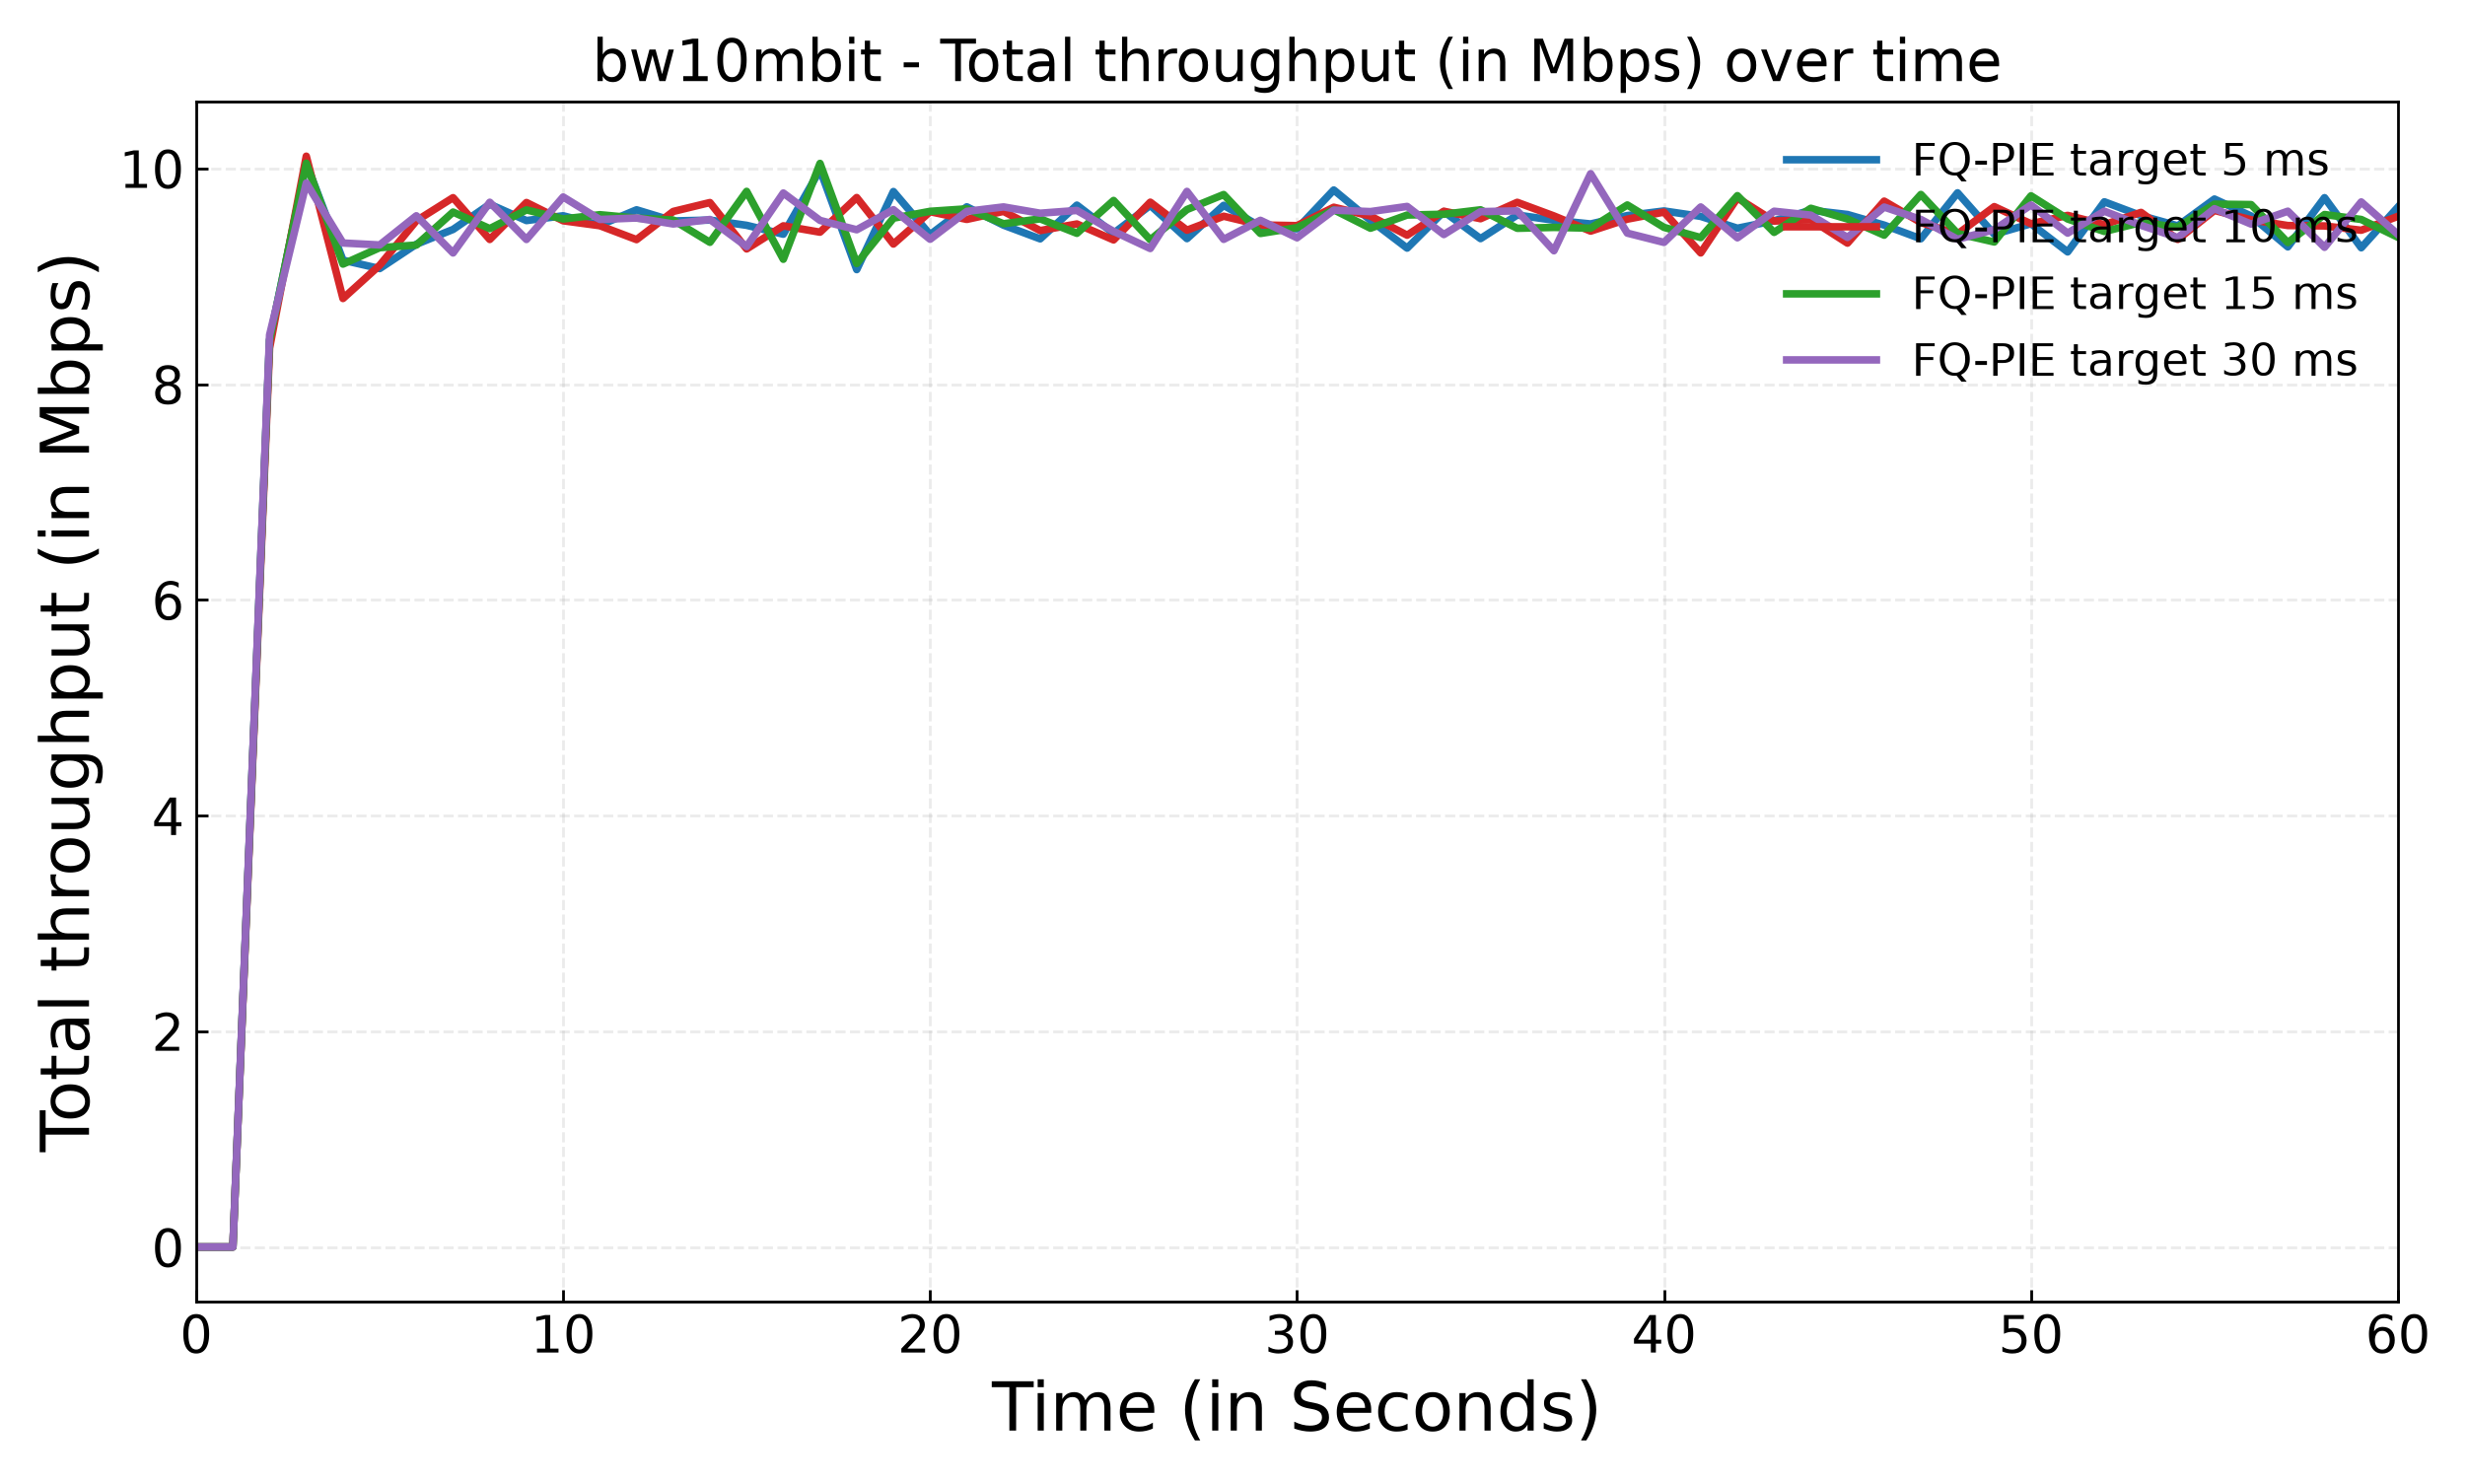 bw10mbit - Total throughput (in Mbps) over time
Total throughput (in Mbps)
10
8
6
4
2
0
FQ-PIE target 5 ms
FQ-PIE target 10 ms
FQ-PIE target 15 ms
FQ-PIE target 30 ms
0 10 20 30 40 50 60
Time (in Seconds)